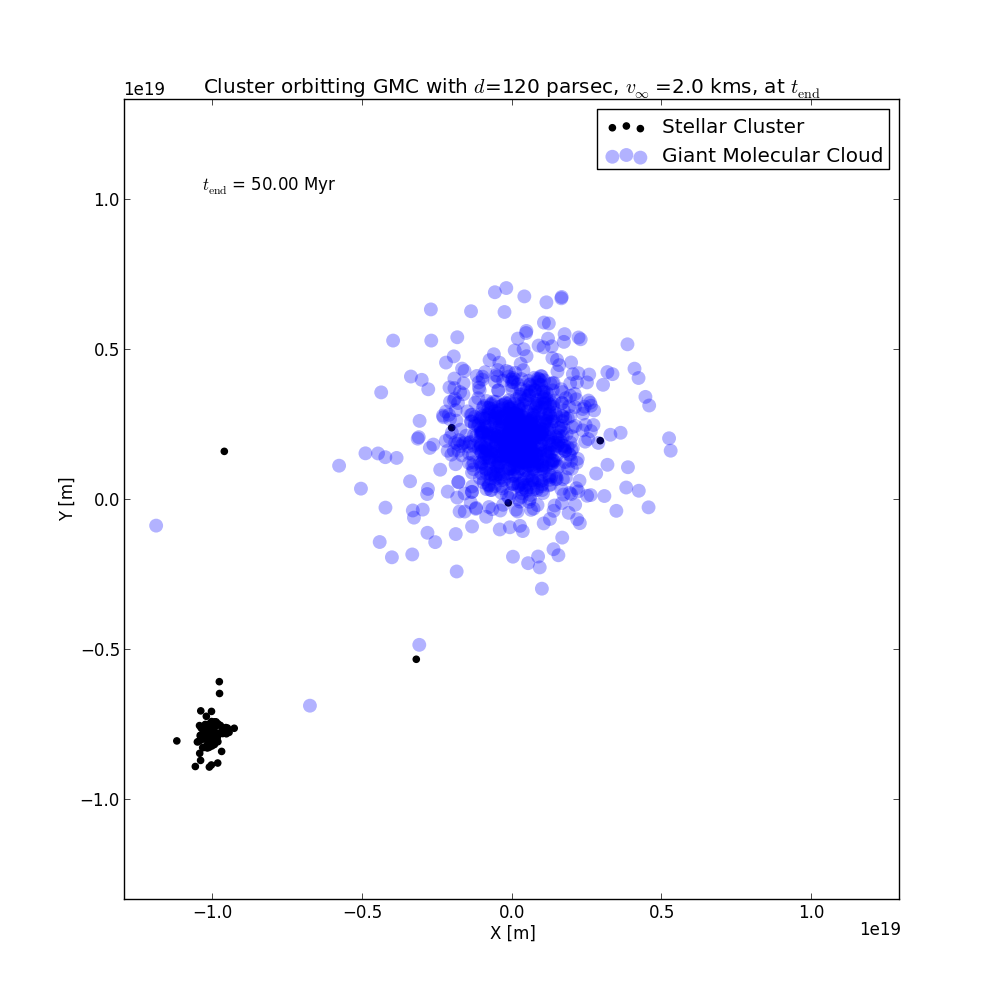 Cluster orbitting GMC with d=120 parsec, v∞ =2.0 kms, at tend
1e19
Stellar Cluster
Giant Molecular Cloud
tend = 50.00 Myr
1.0
0.5
0.0
−0.5
−1.0
Y [m]
−1.0 −0.5 0.0 0.5 1.0
X [m]
1e19